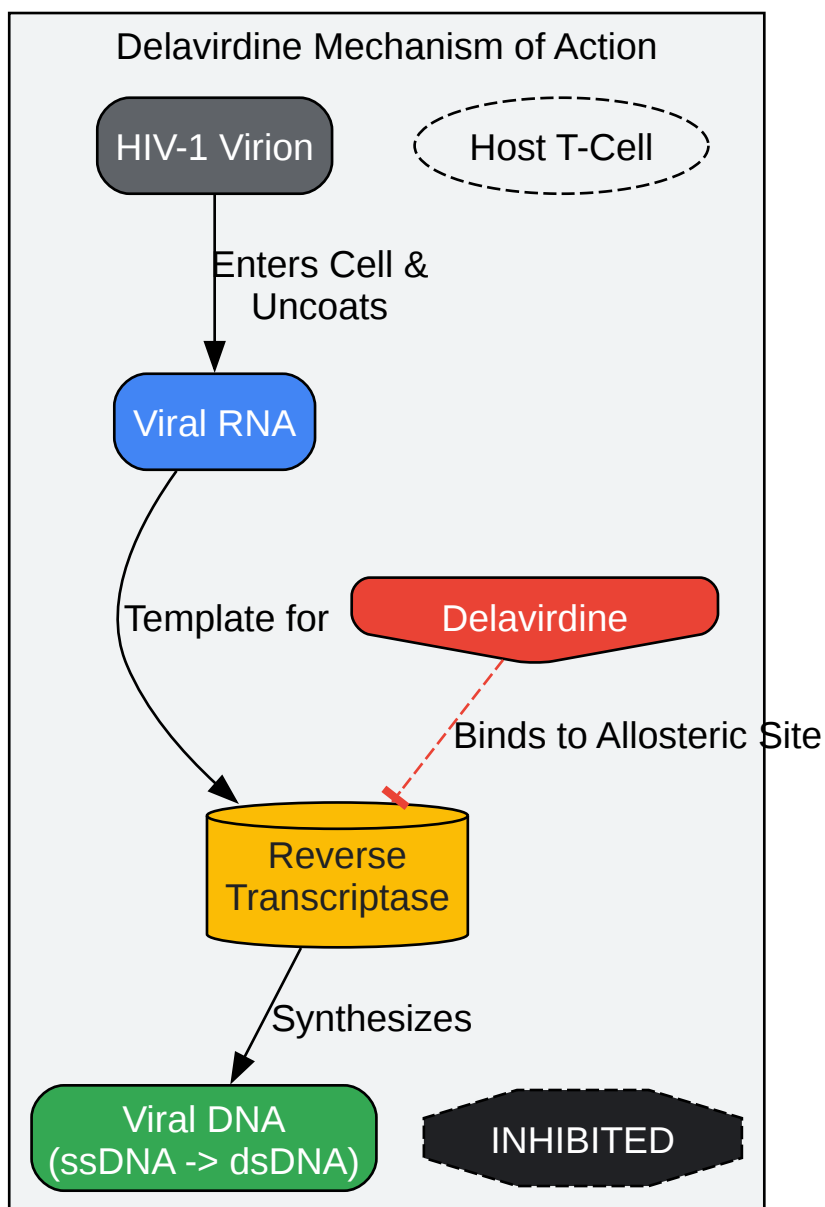 Delavirdine Mechanism of Action
HIV-1 Virion
Host T-Cell
Enters Cell &
Uncoats
Viral RNA
Template for
Delavirdine
Binds to Allosteric Site
Reverse
Transcriptase
Synthesizes
Viral DNA
(ssDNA -> dsDNA)
INHIBITED